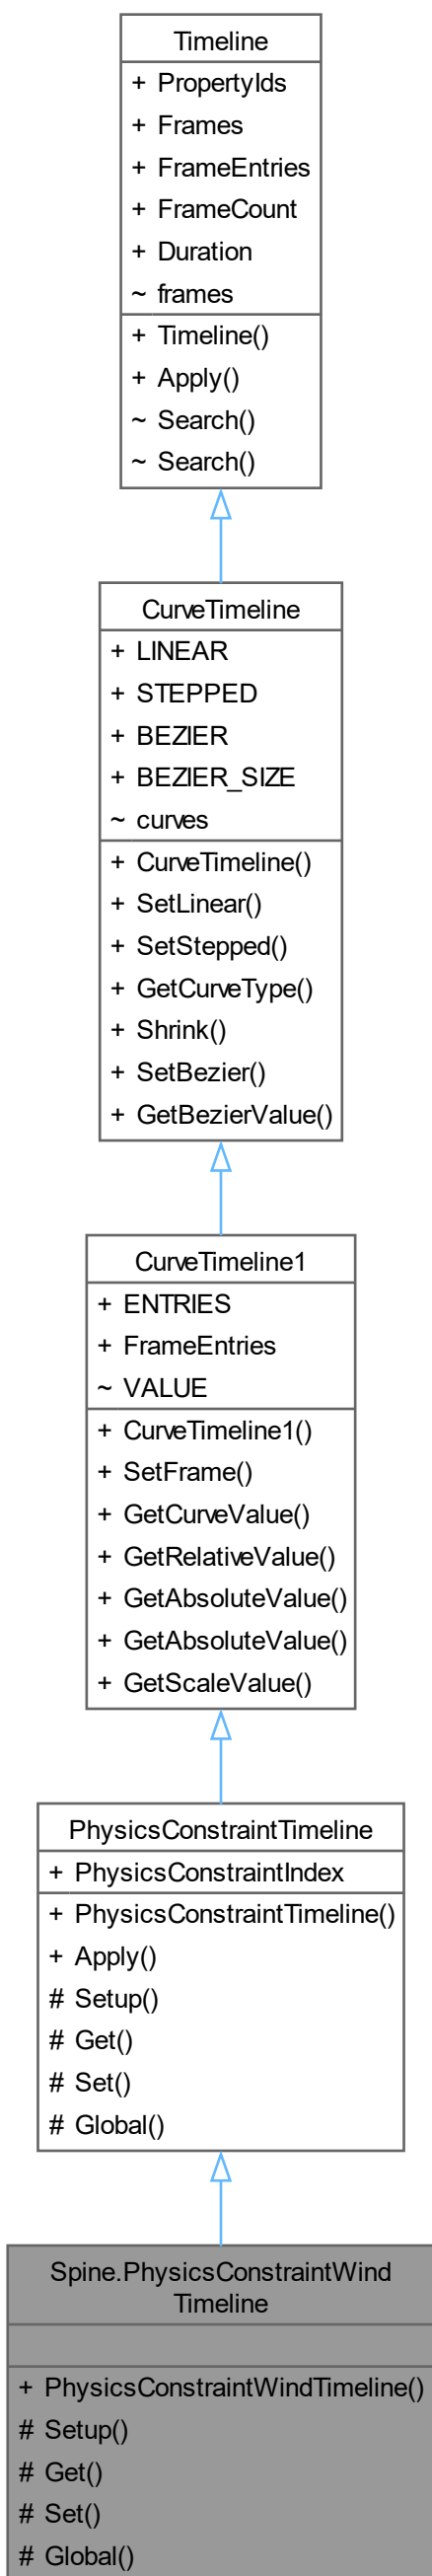 Timeline
+ PropertyIds
+ Frames
+ FrameEntries
+ FrameCount
+ Duration
~ frames
+ Timeline()
+ Apply()
~ Search()
~ Search()
CurveTimeline
+ LINEAR
+ STEPPED
+ BEZIER
+ BEZIER_SIZE
~ curves
+ CurveTimeline()
+ SetLinear()
+ SetStepped()
+ GetCurveType()
+ Shrink()
+ SetBezier()
+ GetBezierValue()
CurveTimeline1
+ ENTRIES
+ FrameEntries
~ VALUE
+ CurveTimeline1()
+ SetFrame()
+ GetCurveValue()
+ GetRelativeValue()
+ GetAbsoluteValue()
+ GetAbsoluteValue()
+ GetScaleValue()
PhysicsConstraintTimeline
+ PhysicsConstraintIndex
+ PhysicsConstraintTimeline()
+ Apply()
# Setup()
# Get()
# Set()
# Global()
Spine.PhysicsConstraintWind
Timeline
+ PhysicsConstraintWindTimeline()
# Setup()
# Get()
# Set()
# Global()